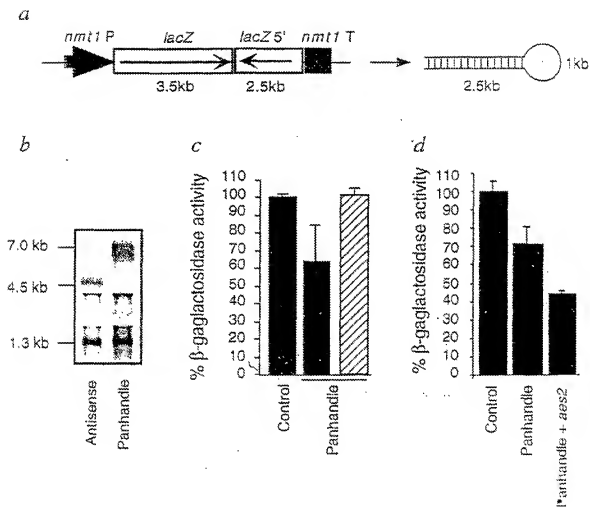 a
nmt1 P
lacZ
lacZ 5'
nmt1 T
3.5kb
2.5kb
2.5kb
1kb
b
7.0 kb
4.5 kb
1.3 kb
Antisense
Panhandle
c
% β-gaglactosidase activity
110
100
90
80
70
60
50
40
30
20
10
0
Control
Panhandle
d
% β-gaglactosidase activity
110
100
90
80
70
60
50
40
30
20
10
0
Control
Panhandle
Panhandle + aes2